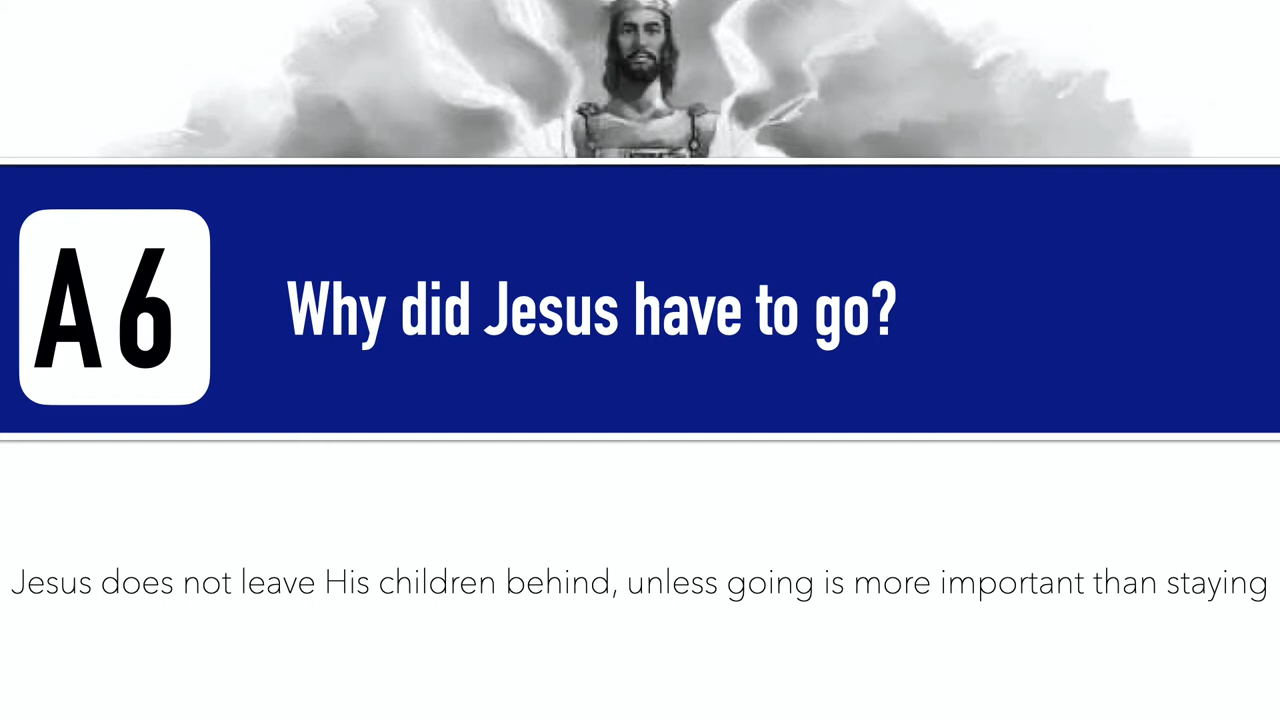 A6
Why did Jesus have to go?
Jesus does not leave His children behind, unless going is more important than staying